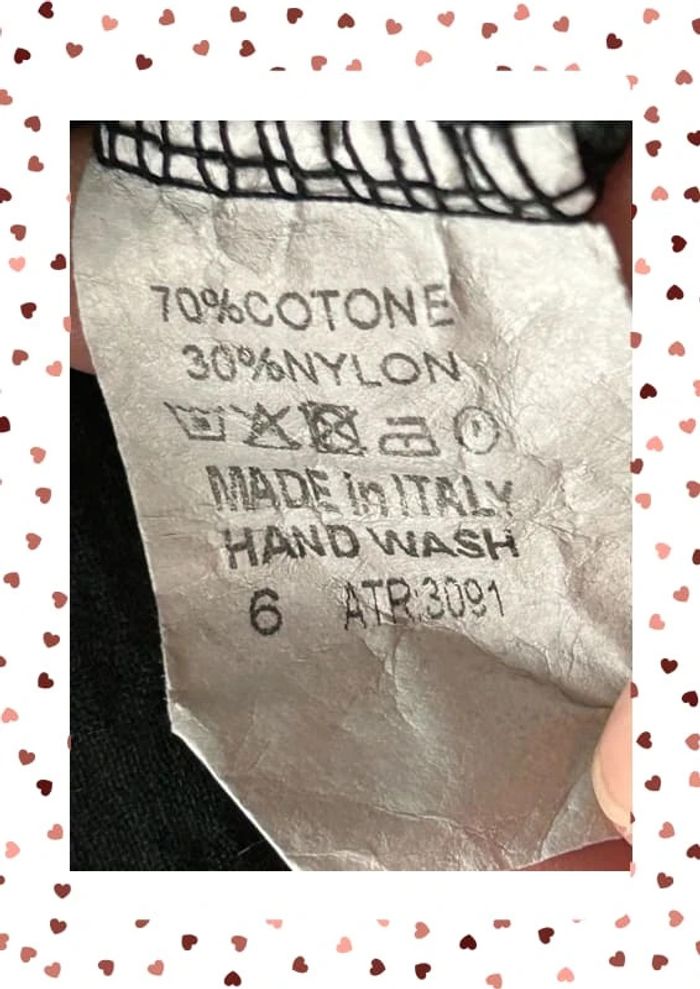 70%COTONE
30%NYLON
MADE in ITALY
HAND WASH
6 ATR:3091